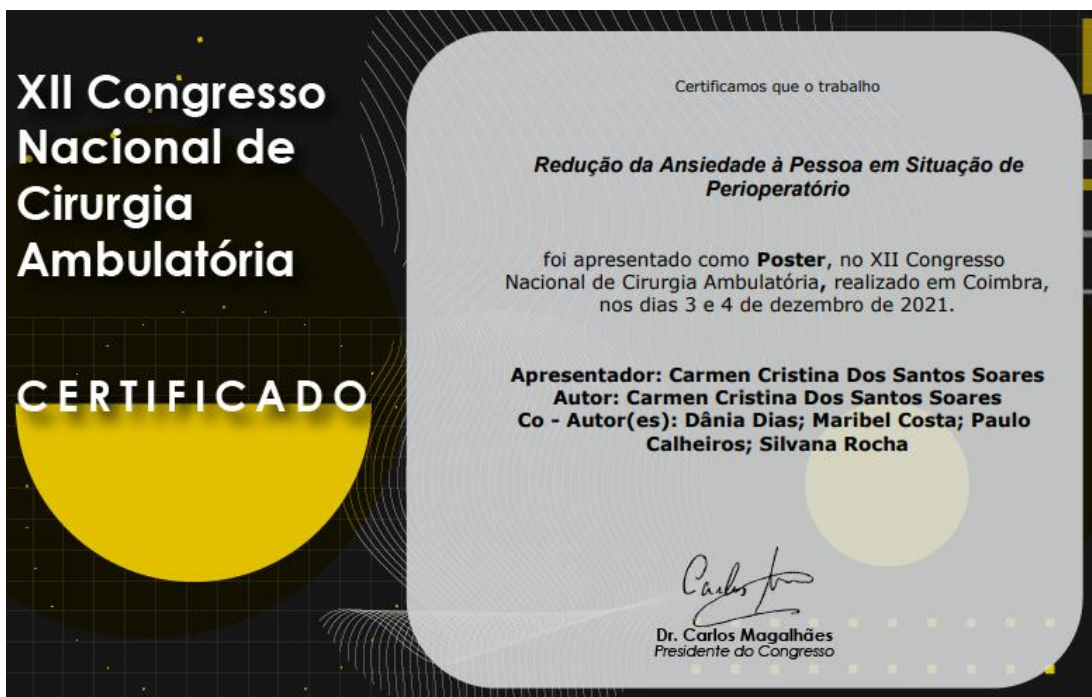 XII Congresso
Nacional de
Cirurgia
Ambulatória
CERTIFICADO
Certificamos que o trabalho
Redução da Ansiedade à Pessoa em Situação de
Perioperatório
foi apresentado como Poster, no XII Congresso
Nacional de Cirurgia Ambulatória, realizado em Coimbra,
nos dias 3 e 4 de dezembro de 2021.
Apresentador: Carmen Cristina Dos Santos Soares
Autor: Carmen Cristina Dos Santos Soares
Co - Autor(es): Dânia Dias; Maribel Costa; Paulo
Calheiros; Silvana Rocha
Dr. Carlos Magalhães
Presidente do Congresso